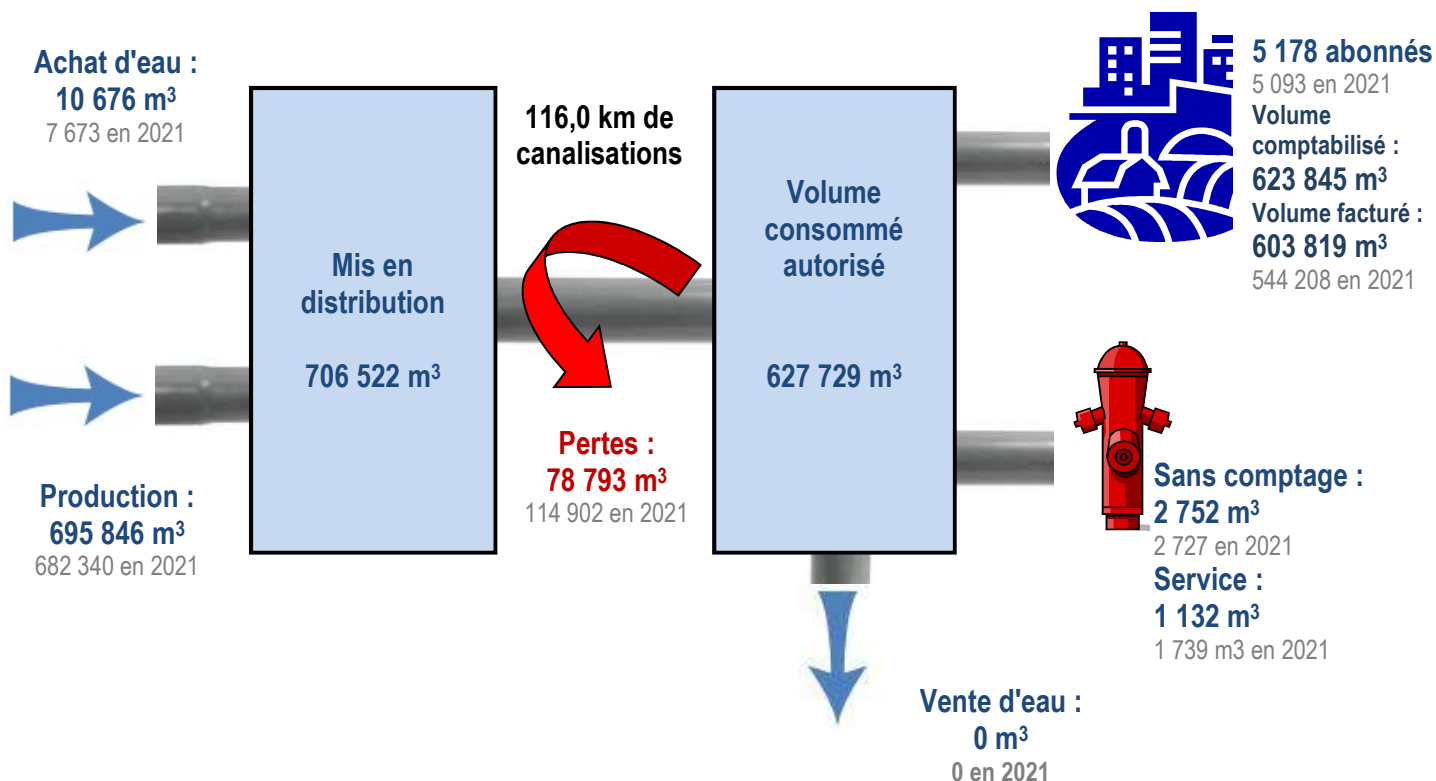 Achat d'eau :
10 676 m³
7 673 en 2021
Production :
695 846 m³
682 340 en 2021
Mis en
distribution
706 522 m³
116,0 km de
canalisations
Pertes :
78 793 m³
114 902 en 2021
Volume
consommé
autorisé
627 729 m³
5 178 abonnés
5 093 en 2021
Volume
comptabilisé :
623 845 m³
Volume facturé :
603 819 m³
544 208 en 2021
Sans comptage :
2 752 m³
2 727 en 2021
Service :
1 132 m³
1 739 m3 en 2021
Vente d'eau :
0 m³
0 en 2021